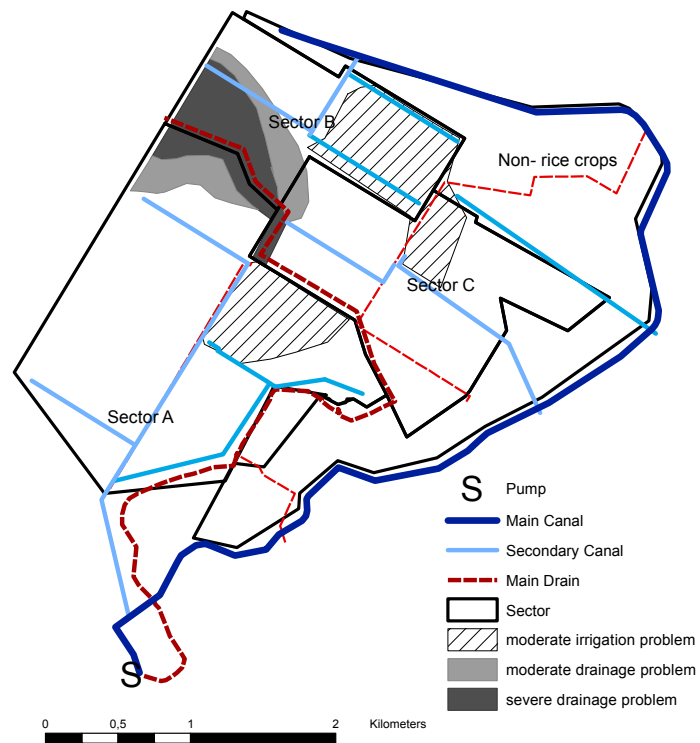 Sector B
Non- rice crops
Sector C
Sector A
S
S Pump
Main Canal
Secondary Canal
Main Drain
Sector
moderate irrigation problem
moderate drainage problem
severe drainage problem
0 0,5 1 2 Kilometers